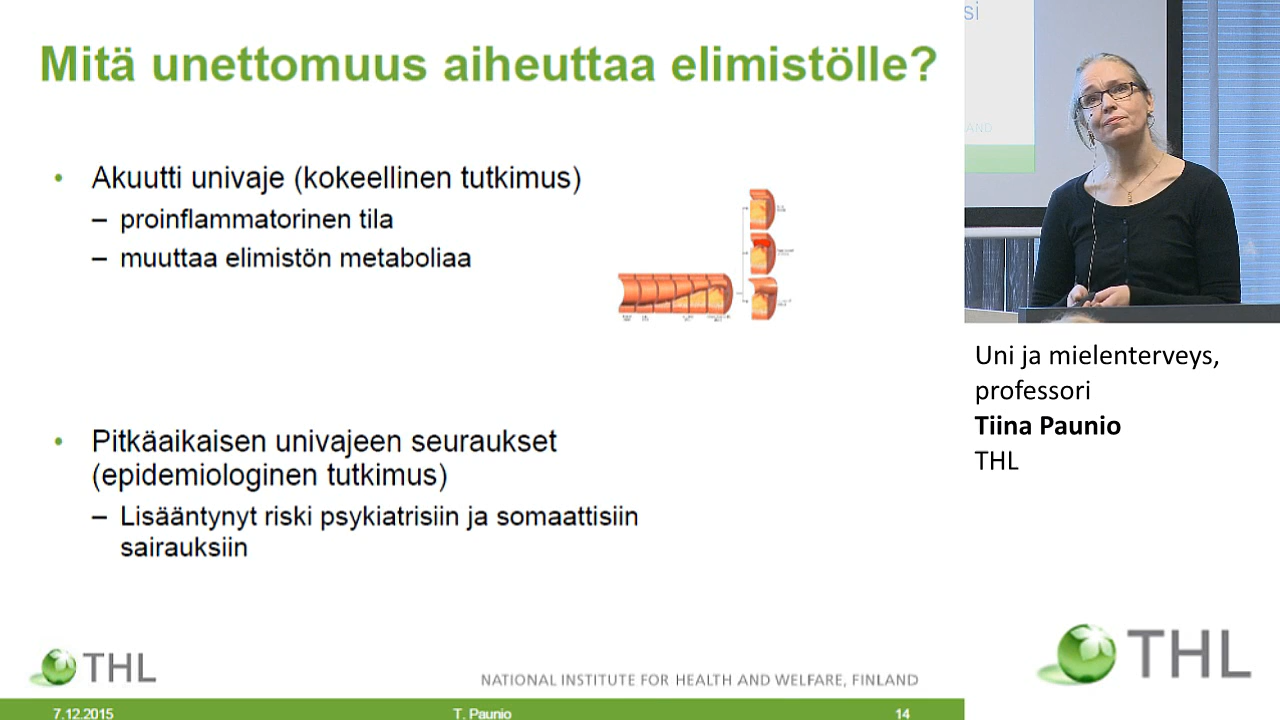 Mitä unettomuus aiheuttaa elimistölle?
• Akuutti univaje (kokeellinen tutkimus)
– proinflammatorinen tila
– muuttaa elimistön metaboliaa
• Pitkäaikaisen univajeen seuraukset
(epidemiologinen tutkimus)
– Lisääntynyt riski psykiatrisiin ja somaattisiin
sairauksiin
THL
NATIONAL INSTITUTE FOR HEALTH AND WELFARE, FINLAND
7.12.2015
T. Paunio
14
si
AND
Uni ja mielenterveys,
professori
Tiina Paunio
THL
THL